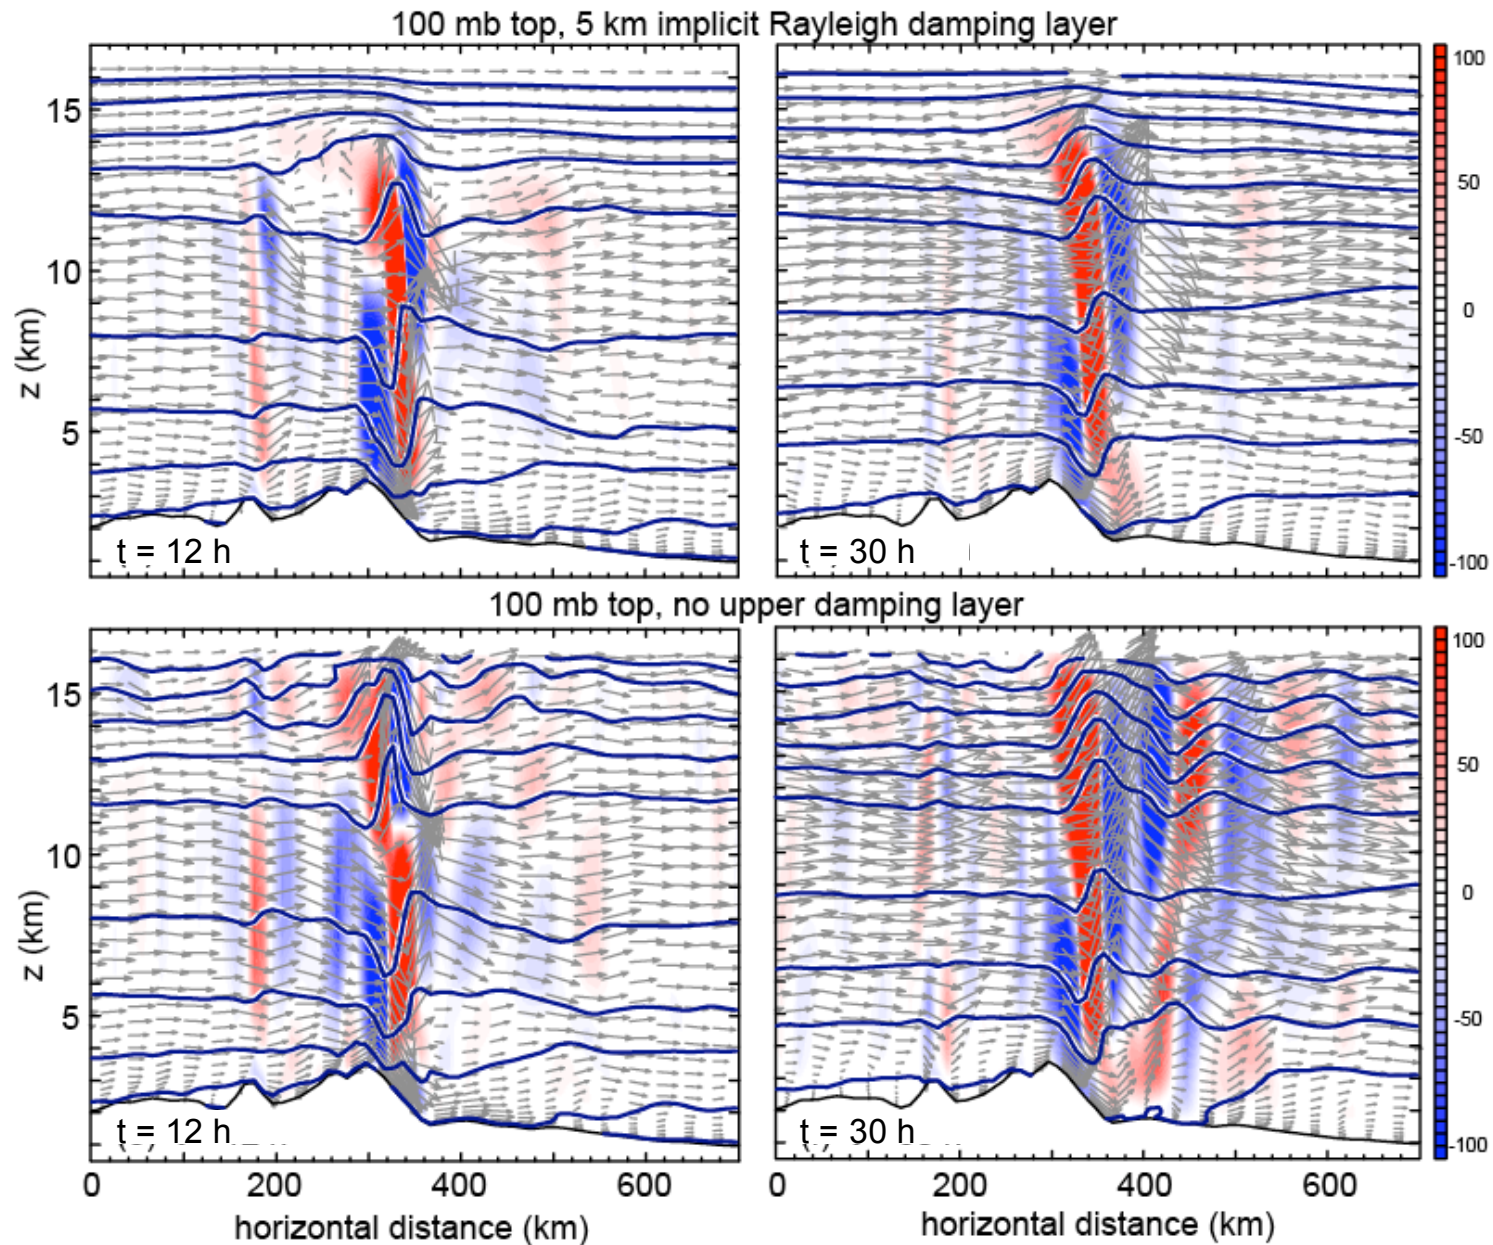 100 mb top, 5 km implicit Rayleigh damping layer
15
10
5
z (km)
t = 12 h
t = 30 h
100
50
0
-50
-100
100 mb top, no upper damping layer
15
10
5
z (km)
t = 12 h
t = 30 h
100
50
0
-50
-100
0 200 400 600
0 200 400 600
horizontal distance (km)
horizontal distance (km)